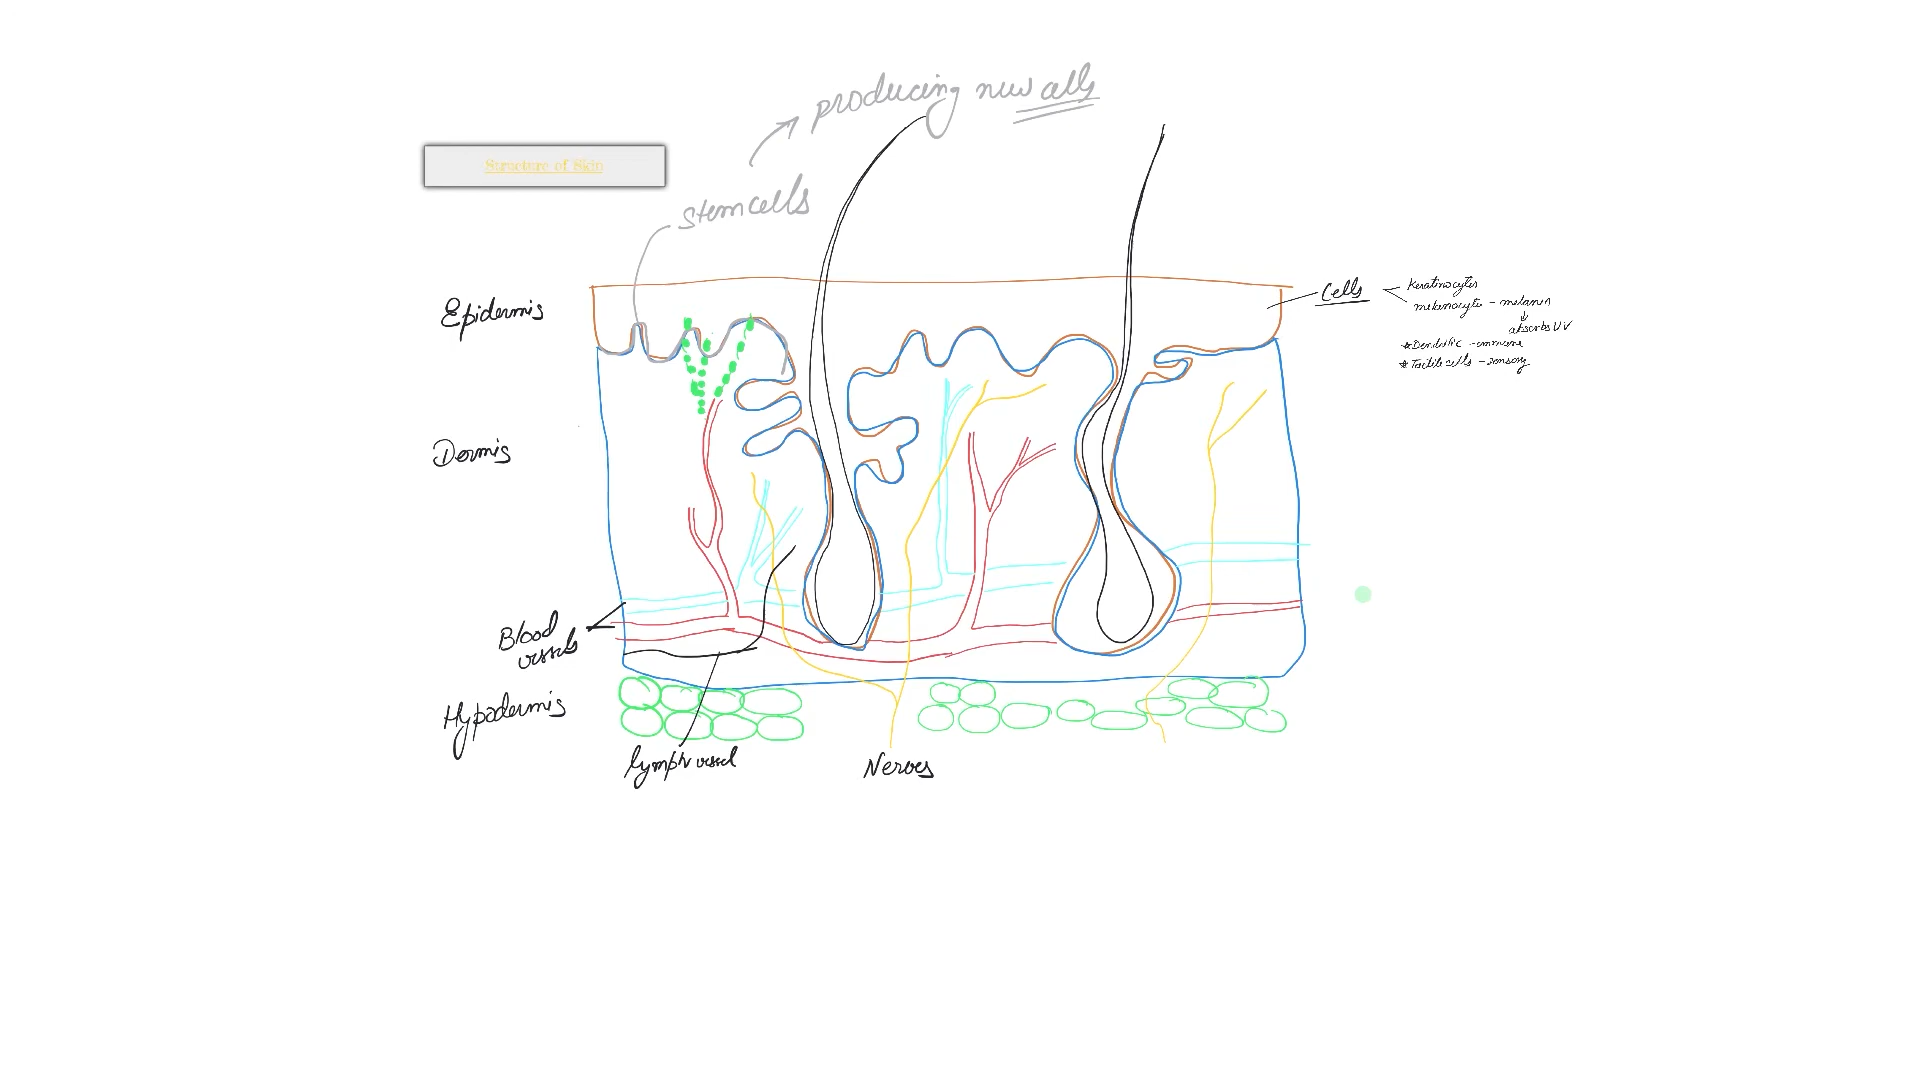 producing new cells
Structure of Skin
stem cells
Epidermis
Cells
Keratinocytes
melanocyte - melanin
absorbs UV
*Dendritic - immune
*Tactile cells - sensory
Dermis
Blood
vessels
Hypodermis
lymph vessel
Nerves